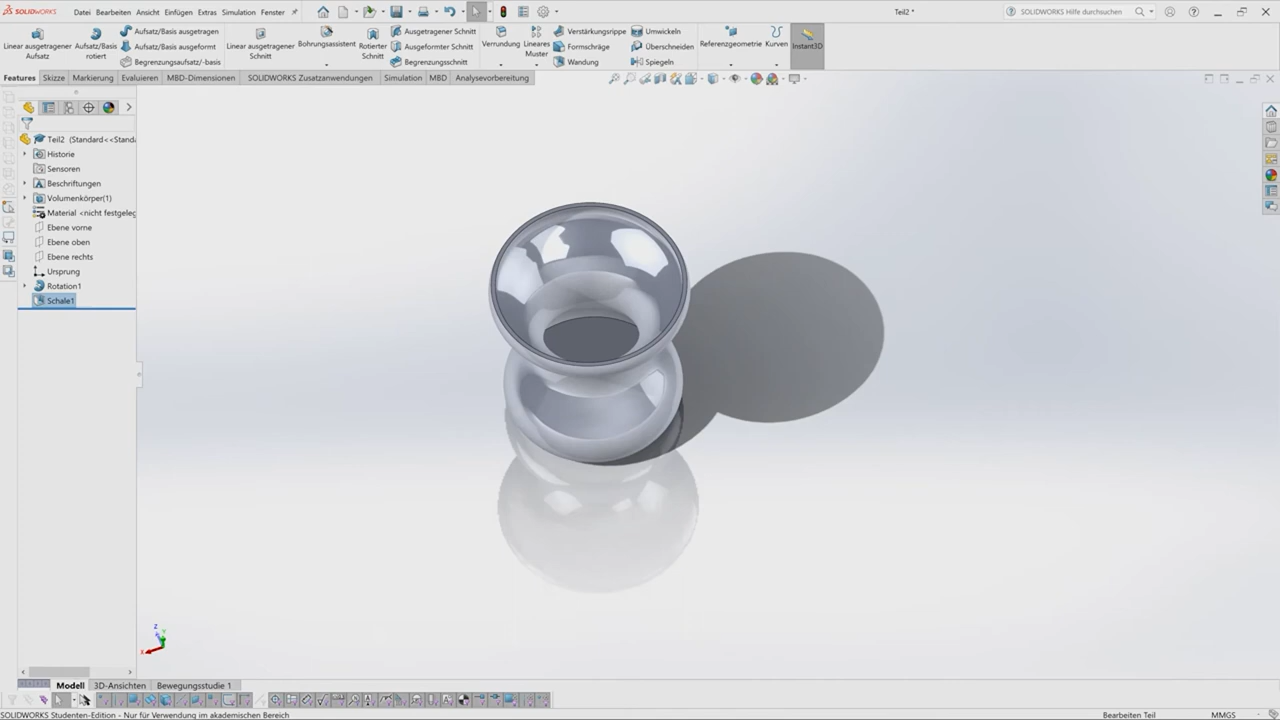 SOLIDWORKS Datei Bearbeiten Ansicht Einfügen Extras Simulation Fenster Teil2 * SOLIDWORKS Hilfe durchsuchen
Linear ausgetragener Aufsatz
Aufsatz/Basis rotiert
Aufsatz/Basis ausgetragen
Aufsatz/Basis ausgeformt
Begrenzungsaufsatz/-basis
Linear ausgetragener Schnitt
Bohrungsassistent
Rotierter Schnitt
Ausgetragener Schnitt
Ausgeformter Schnitt
Begrenzungsschnitt
Verrundung
Lineares Muster
Verstärkungsrippe
Formschräge
Wandung
Umwickeln
Überschneiden
Spiegeln
Referenzgeometrie
Kurven
Instant3D
Features Skizze Markierung Evaluieren MBD-Dimensionen SOLIDWORKS Zusatzanwendungen Simulation MBD Analysevorbereitung
Teil2 (Standard<<Standa
Historie
Sensoren
Beschriftungen
Volumenkörper(1)
Material <nicht festgeleg
Ebene vorne
Ebene oben
Ebene rechts
Ursprung
Rotation1
Schale1
Z
Y
X
Modell 3D-Ansichten Bewegungsstudie 1
SOLIDWORKS Studenten-Edition - Nur für Verwendung im akademischen Bereich Bearbeiten Teil MMGS